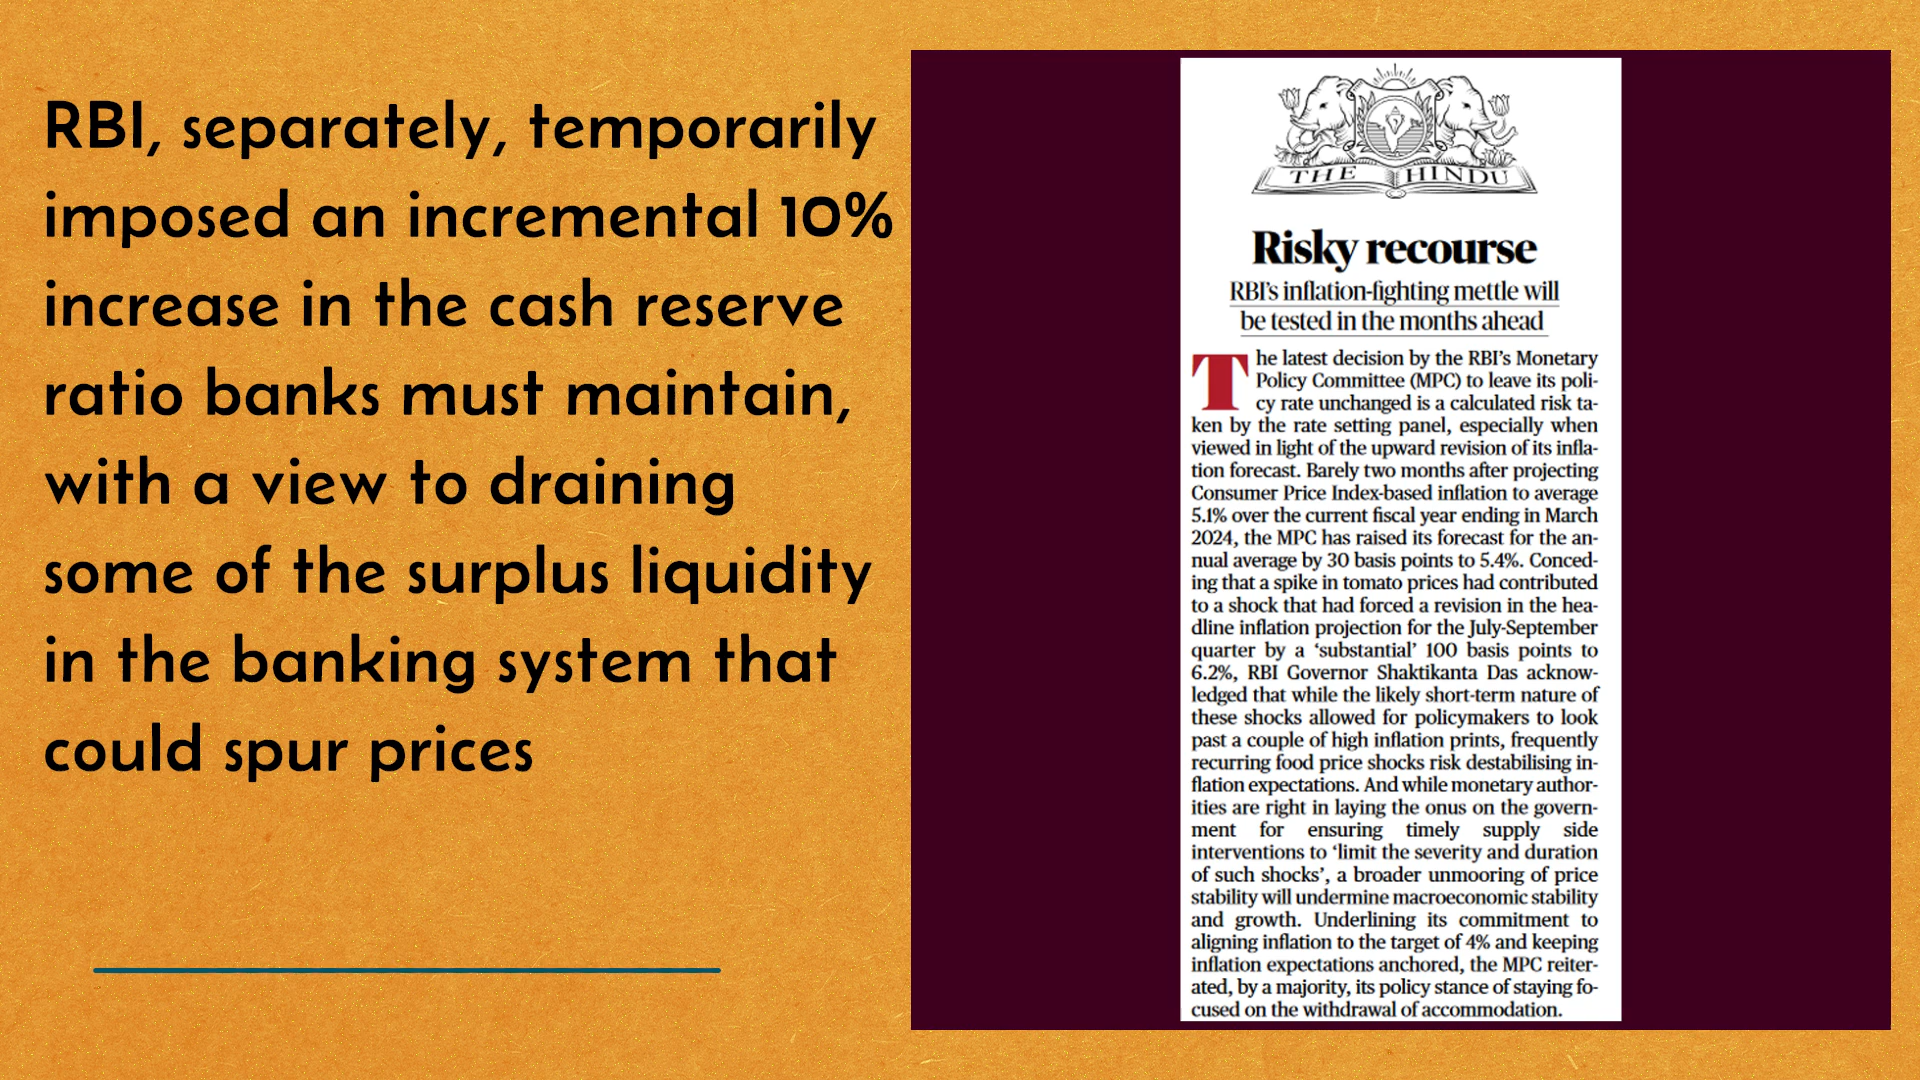 RBI, separately, temporarily
imposed an incremental 10%
increase in the cash reserve
ratio banks must maintain,
with a view to draining
some of the surplus liquidity
in the banking system that
could spur prices
THE HINDU
Risky recourse
RBI's inflation-fighting mettle will
be tested in the months ahead
The latest decision by the RBI's Monetary
Policy Committee (MPC) to leave its poli-
cy rate unchanged is a calculated risk ta-
ken by the rate setting panel, especially when
viewed in light of the upward revision of its infla-
tion forecast. Barely two months after projecting
Consumer Price Index-based inflation to average
5.1% over the current fiscal year ending in March
2024, the MPC has raised its forecast for the an-
nual average by 30 basis points to 5.4%. Conced-
ing that a spike in tomato prices had contributed
to a shock that had forced a revision in the hea-
dline inflation projection for the July-September
quarter by a ‘substantial’ 100 basis points to
6.2%, RBI Governor Shaktikanta Das acknow-
ledged that while the likely short-term nature of
these shocks allowed for policymakers to look
past a couple of high inflation prints, frequently
recurring food price shocks risk destabilising in-
flation expectations. And while monetary author-
ities are right in laying the onus on the govern-
ment for ensuring timely supply side
interventions to ‘limit the severity and duration
of such shocks’, a broader unmooring of price
stability will undermine macroeconomic stability
and growth. Underlining its commitment to
aligning inflation to the target of 4% and keeping
inflation expectations anchored, the MPC reiter-
ated, by a majority, its policy stance of staying fo-
cused on the withdrawal of accommodation.